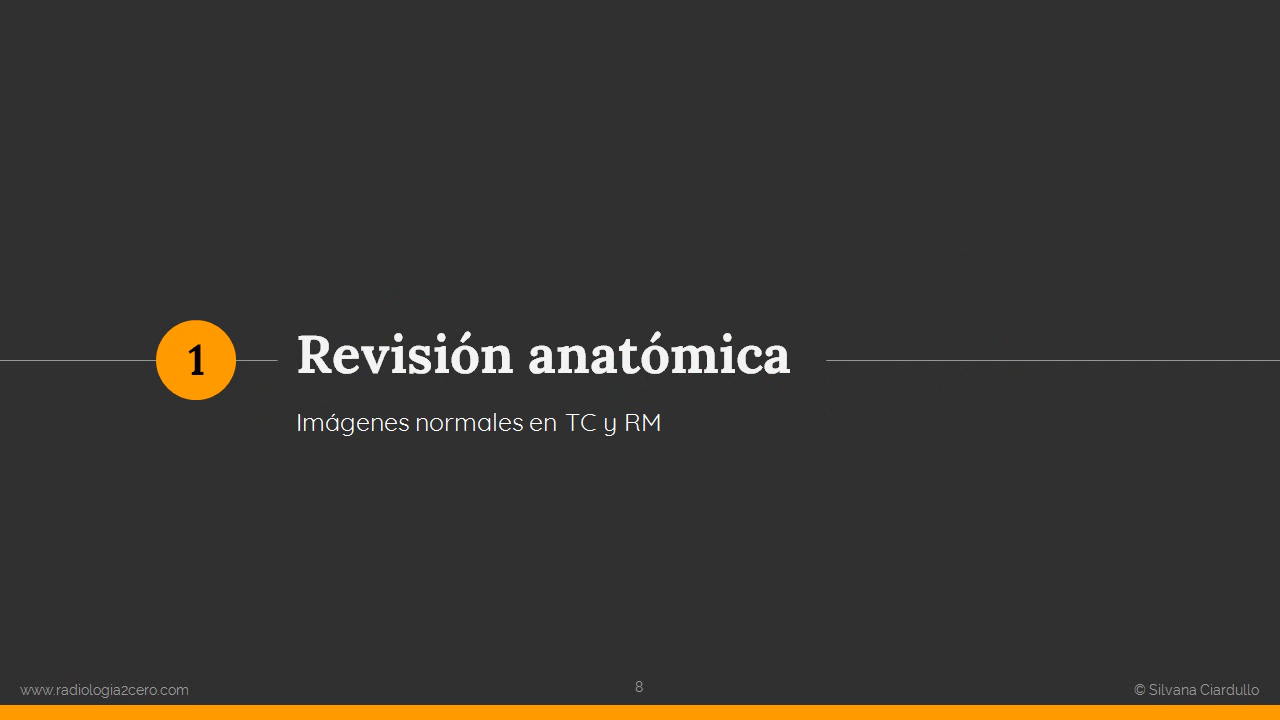 1
Revisión anatómica
Imágenes normales en TC y RM
www.radiologia2cero.com
8
© Silvana Ciardullo